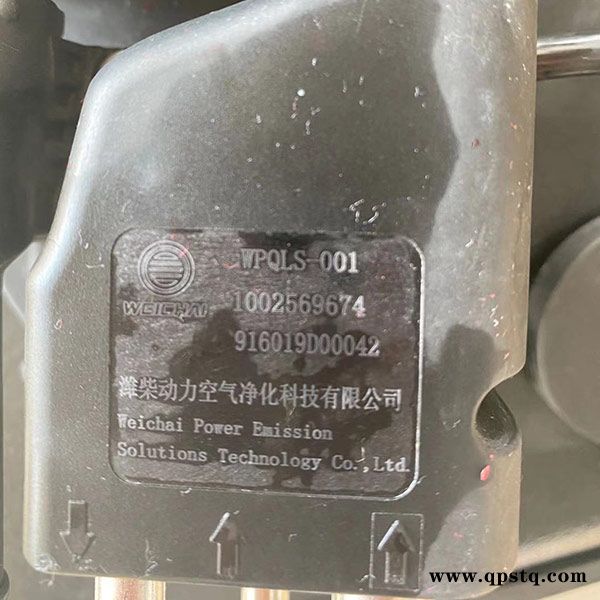 WPQLS-001
WEICHAI
1002569674
916019D00042
潍柴动力空气净化科技有限公司
Weichai Power Emission
Solutions Technology Co.,Ltd.
www.qpstq.com